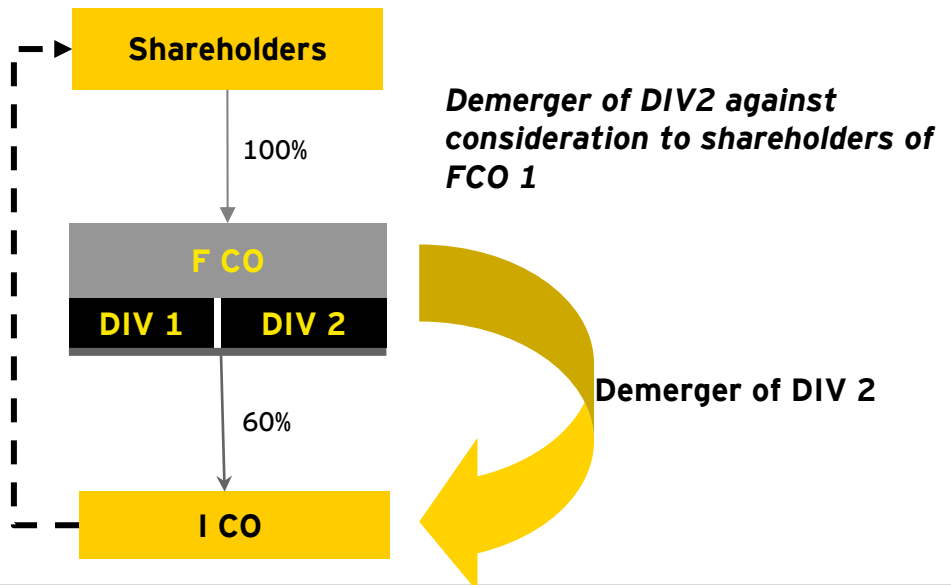 Shareholders
Demerger of DIV2 against
consideration to shareholders of
FCO 1
100%
F CO
DIV 1
DIV 2
Demerger of DIV 2
60%
I CO